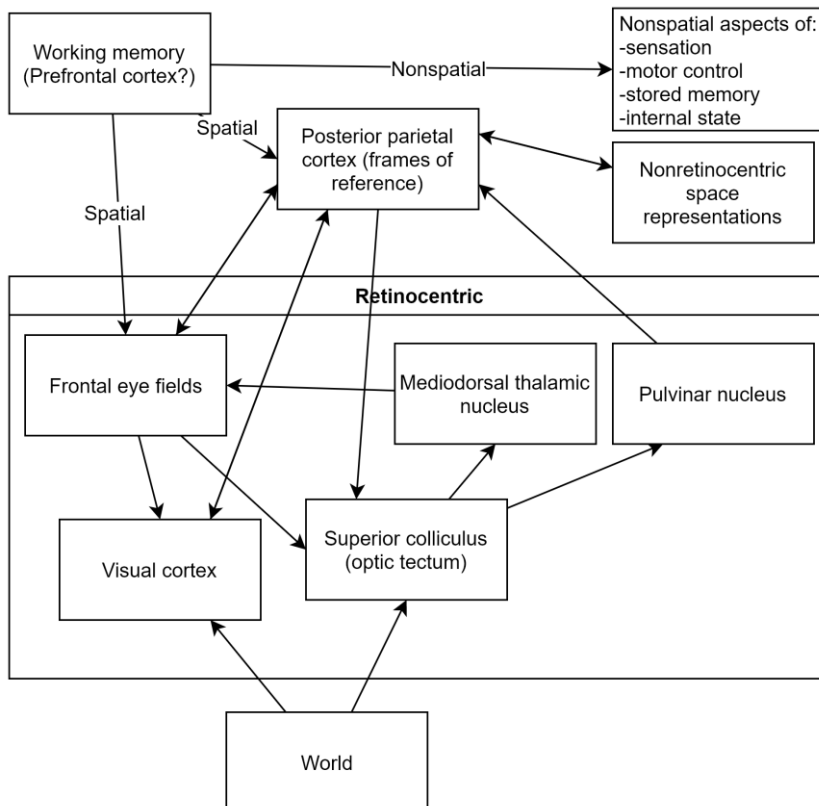 Working memory
(Prefrontal cortex?)
Nonspatial
Nonspatial aspects of:
-sensation
-motor control
-stored memory
-internal state
Spatial
Posterior parietal
cortex (frames of
reference)
Nonretinocentric
space
representations
Spatial
Retinocentric
Frontal eye fields
Mediodorsal thalamic
nucleus
Pulvinar nucleus
Visual cortex
Superior colliculus
(optic tectum)
World